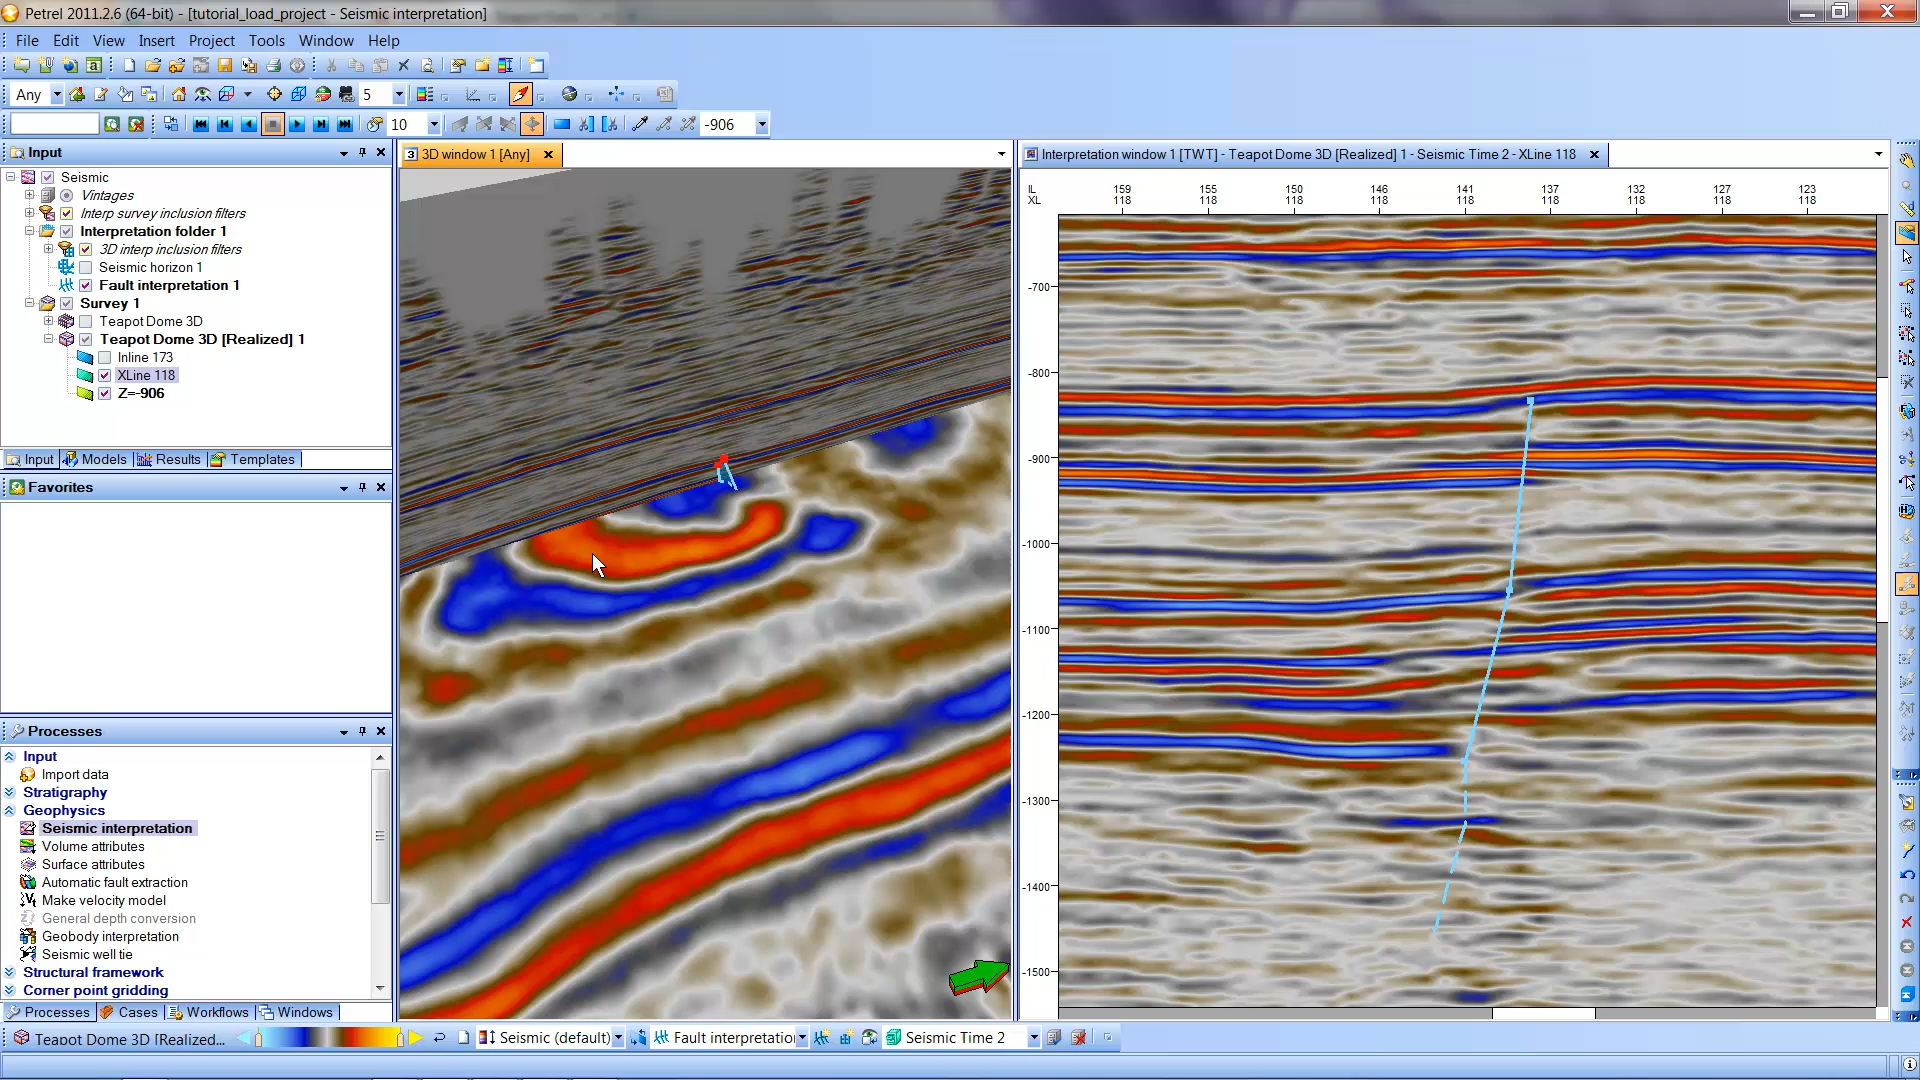 Petrel 2011.2.6 (64-bit) - [tutorial_load_project - Seismic interpretation]
File Edit View Insert Project Tools Window Help
Any 5
10 -906
Input
Seismic
Vintages
Interp survey inclusion filters
Interpretation folder 1
3D interp inclusion filters
Seismic horizon 1
Fault interpretation 1
Survey 1
Teapot Dome 3D
Teapot Dome 3D [Realized] 1
Inline 173
XLine 118
Z=-906
Input Models Results Templates
Favorites
Processes
Input
Import data
Stratigraphy
Geophysics
Seismic interpretation
Volume attributes
Surface attributes
Automatic fault extraction
Make velocity model
General depth conversion
Geobody interpretation
Seismic well tie
Structural framework
Corner point gridding
Processes Cases Workflows Windows
3D window 1 [Any]
Interpretation window 1 [TWT] - Teapot Dome 3D [Realized] 1 - Seismic Time 2 - XLine 118
IL 159 155 150 146 141 137 132 127 123
XL 118 118 118 118 118 118 118 118 118
-700
-800
-900
-1000
-1100
-1200
-1300
-1400
-1500
Teapot Dome 3D [Realized... Seismic (default) Fault interpretation Seismic Time 2